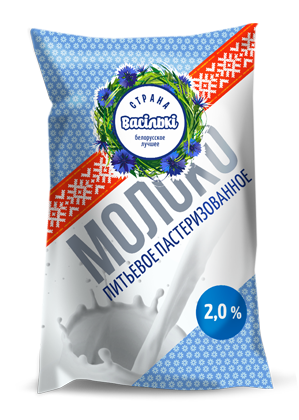 СТРАНА
Васількі
белорусское
лучшее
МОЛОКО
ПИТЬЕВОЕ ПАСТЕРИЗОВАННОЕ
2,0 %